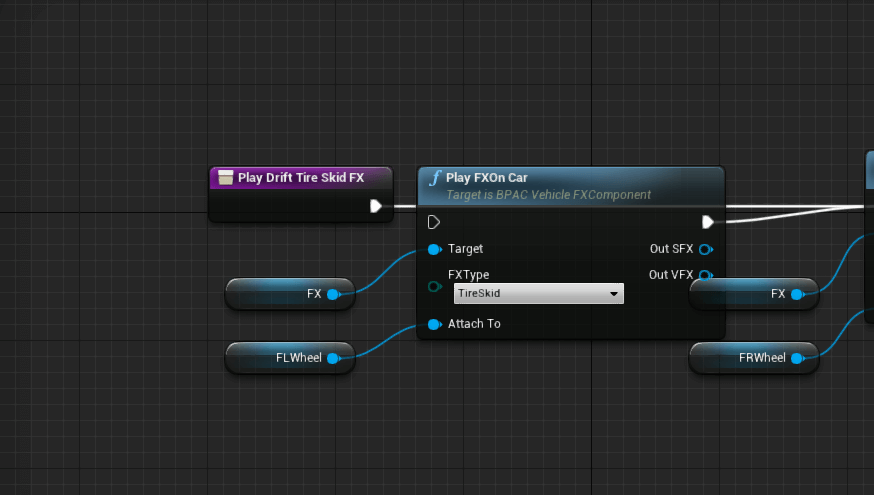 Play Drift Tire Skid FX
f Play FXOn Car
Target is BPAC Vehicle FXComponent
Target
Out SFX
FXType
Out VFX
TireSkid
FX
FX
Attach To
FLWheel
FRWheel